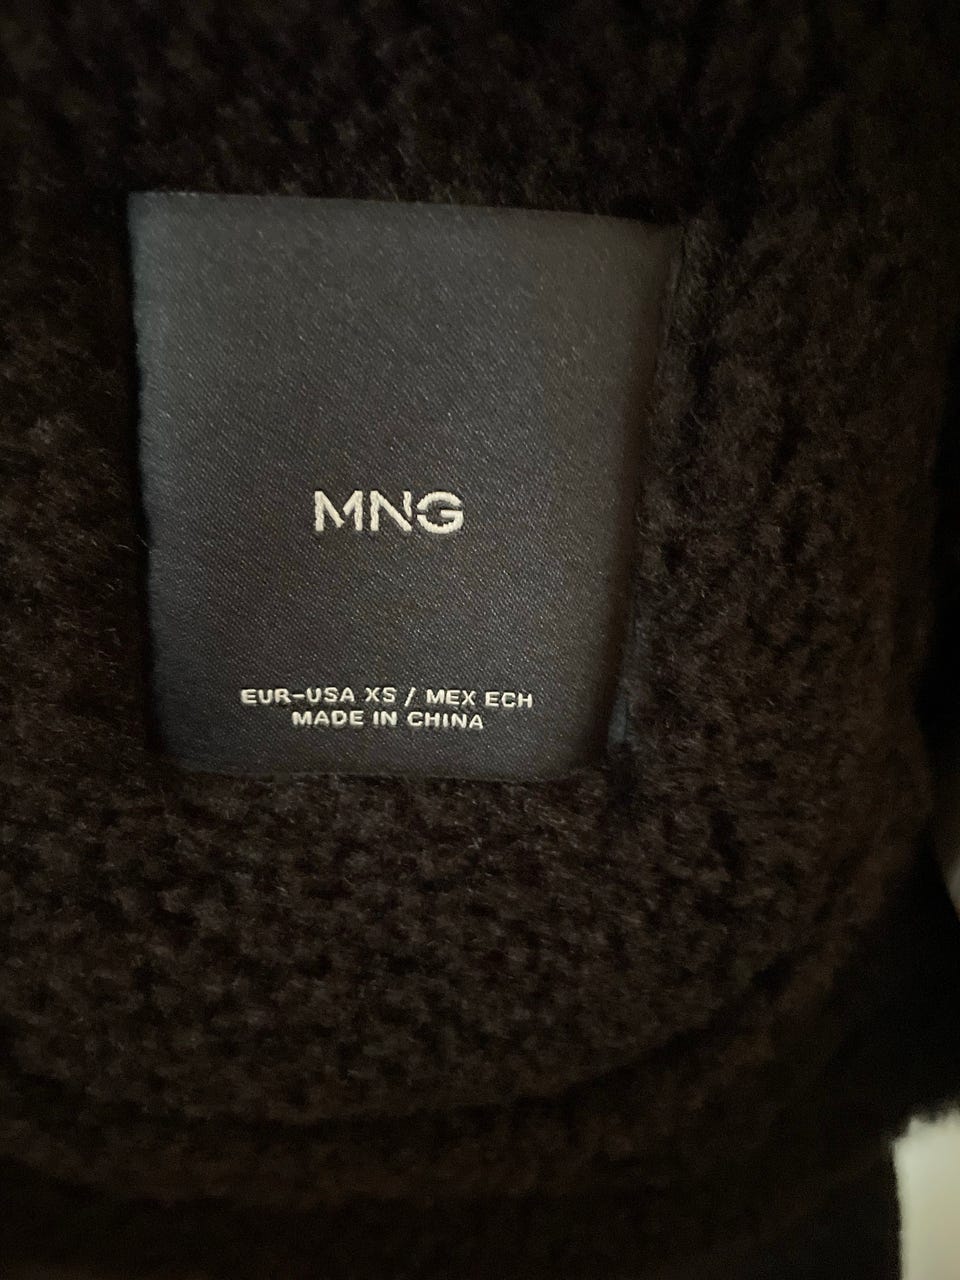 MNG
EUR-USA XS / MEX ECH
MADE IN CHINA